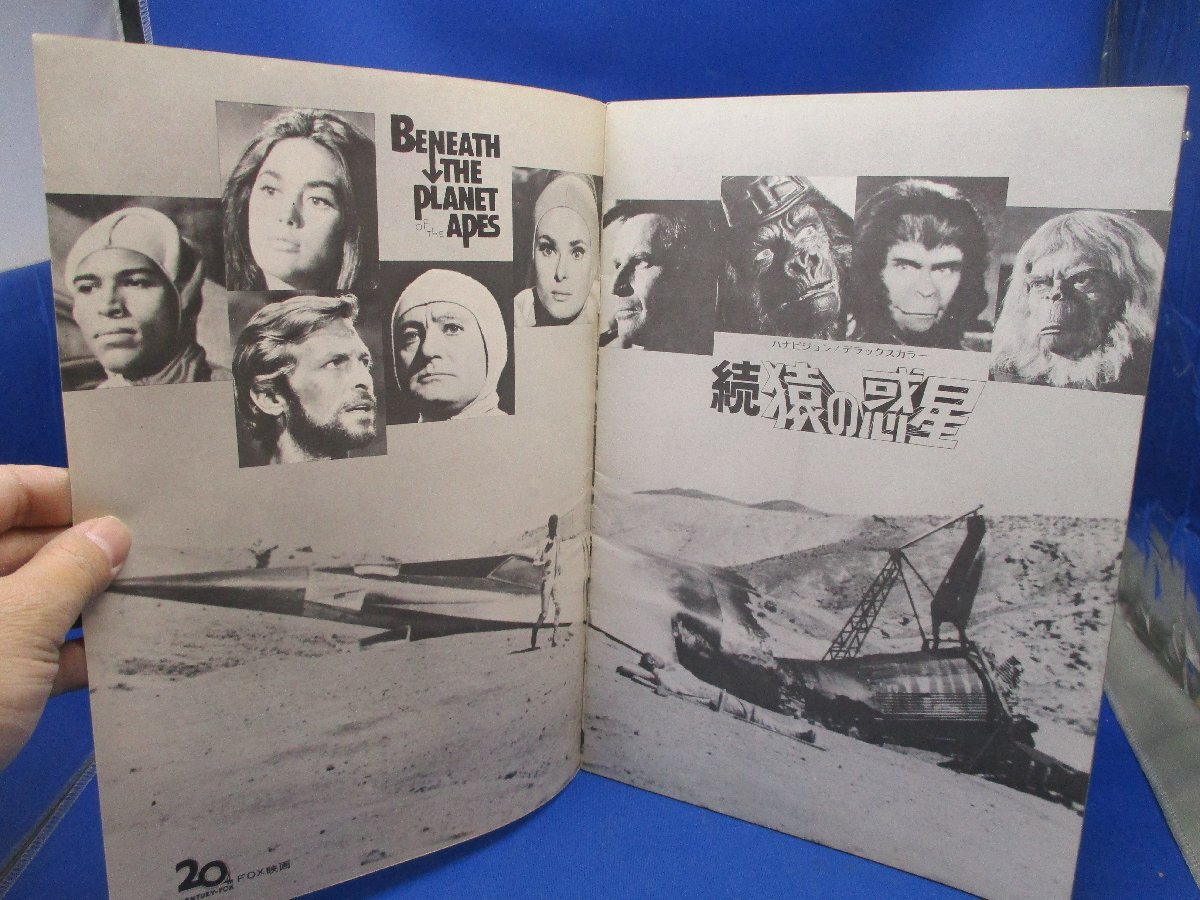 BENEATH
THE
PLANET
of the APES
パナビジョン/デラックスカラー
続猿の惑星
20th
CENTURY-FOX
FOX映画